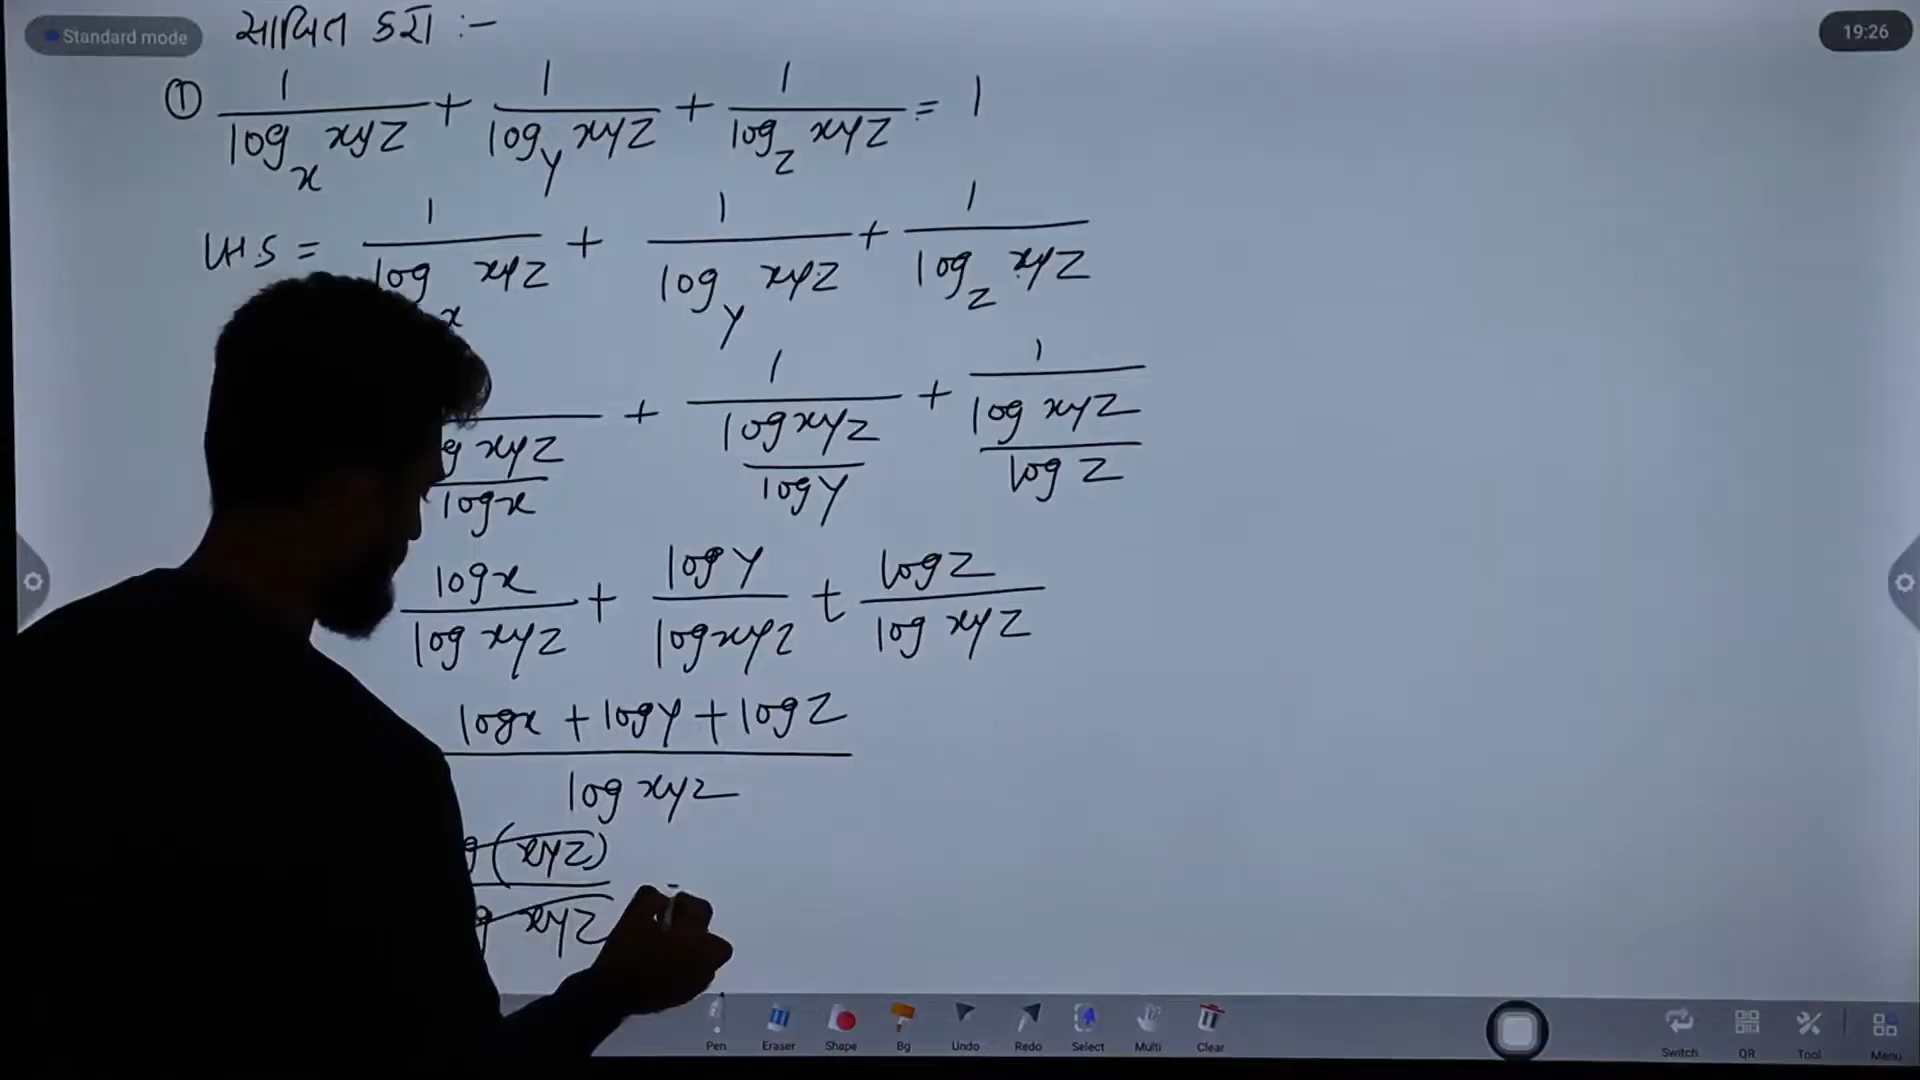 Standard mode
19:26
સાબિત કરો :-
① 1/log_x xyz + 1/log_y xyz + 1/log_z xyz = 1
LHS = 1/log_x xyz + 1/log_y xyz + 1/log_z xyz
g xyz/log x + 1/(log xyz/log y) + 1/(log xyz/log z)
log x/log xyz + log y/log xyz + log z/log xyz
log x + log y + log z/log xyz
g (xyz)/g xyz
Pen Eraser Shape Bg Undo Redo Select Multi Clear Switch QR Tool Menu